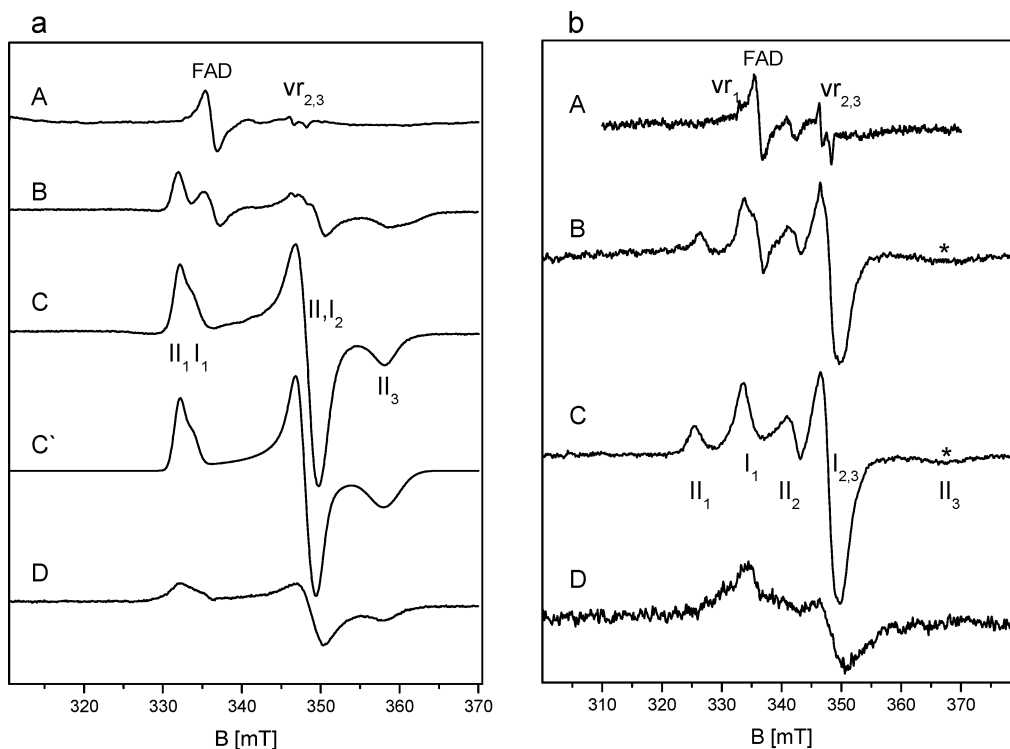 a
FAD
A
vr2,3
B
C
II,I2
II1 I1
II3
C`
D
320 330 340 350 360 370
B [mT]
b
FAD
A
vr1
vr2,3
B
*
C
*
I1
I2,3
II1
II2
II3
D
310 320 330 340 350 360 370
B [mT]